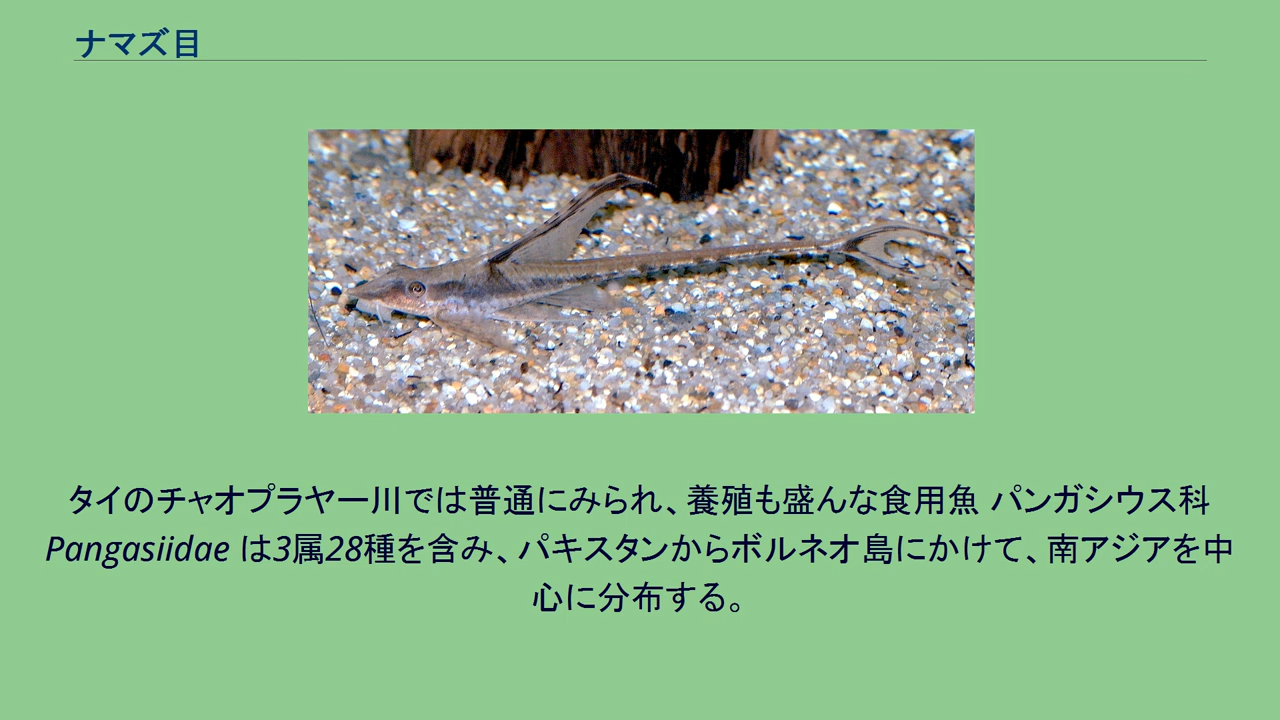 ナマズ目
タイのチャオプラヤー川では普通にみられ、養殖も盛んな食用魚 パンガシウス科
Pangasiidae は3属28種を含み、パキスタンからボルネオ島にかけて、南アジアを中
心に分布する。